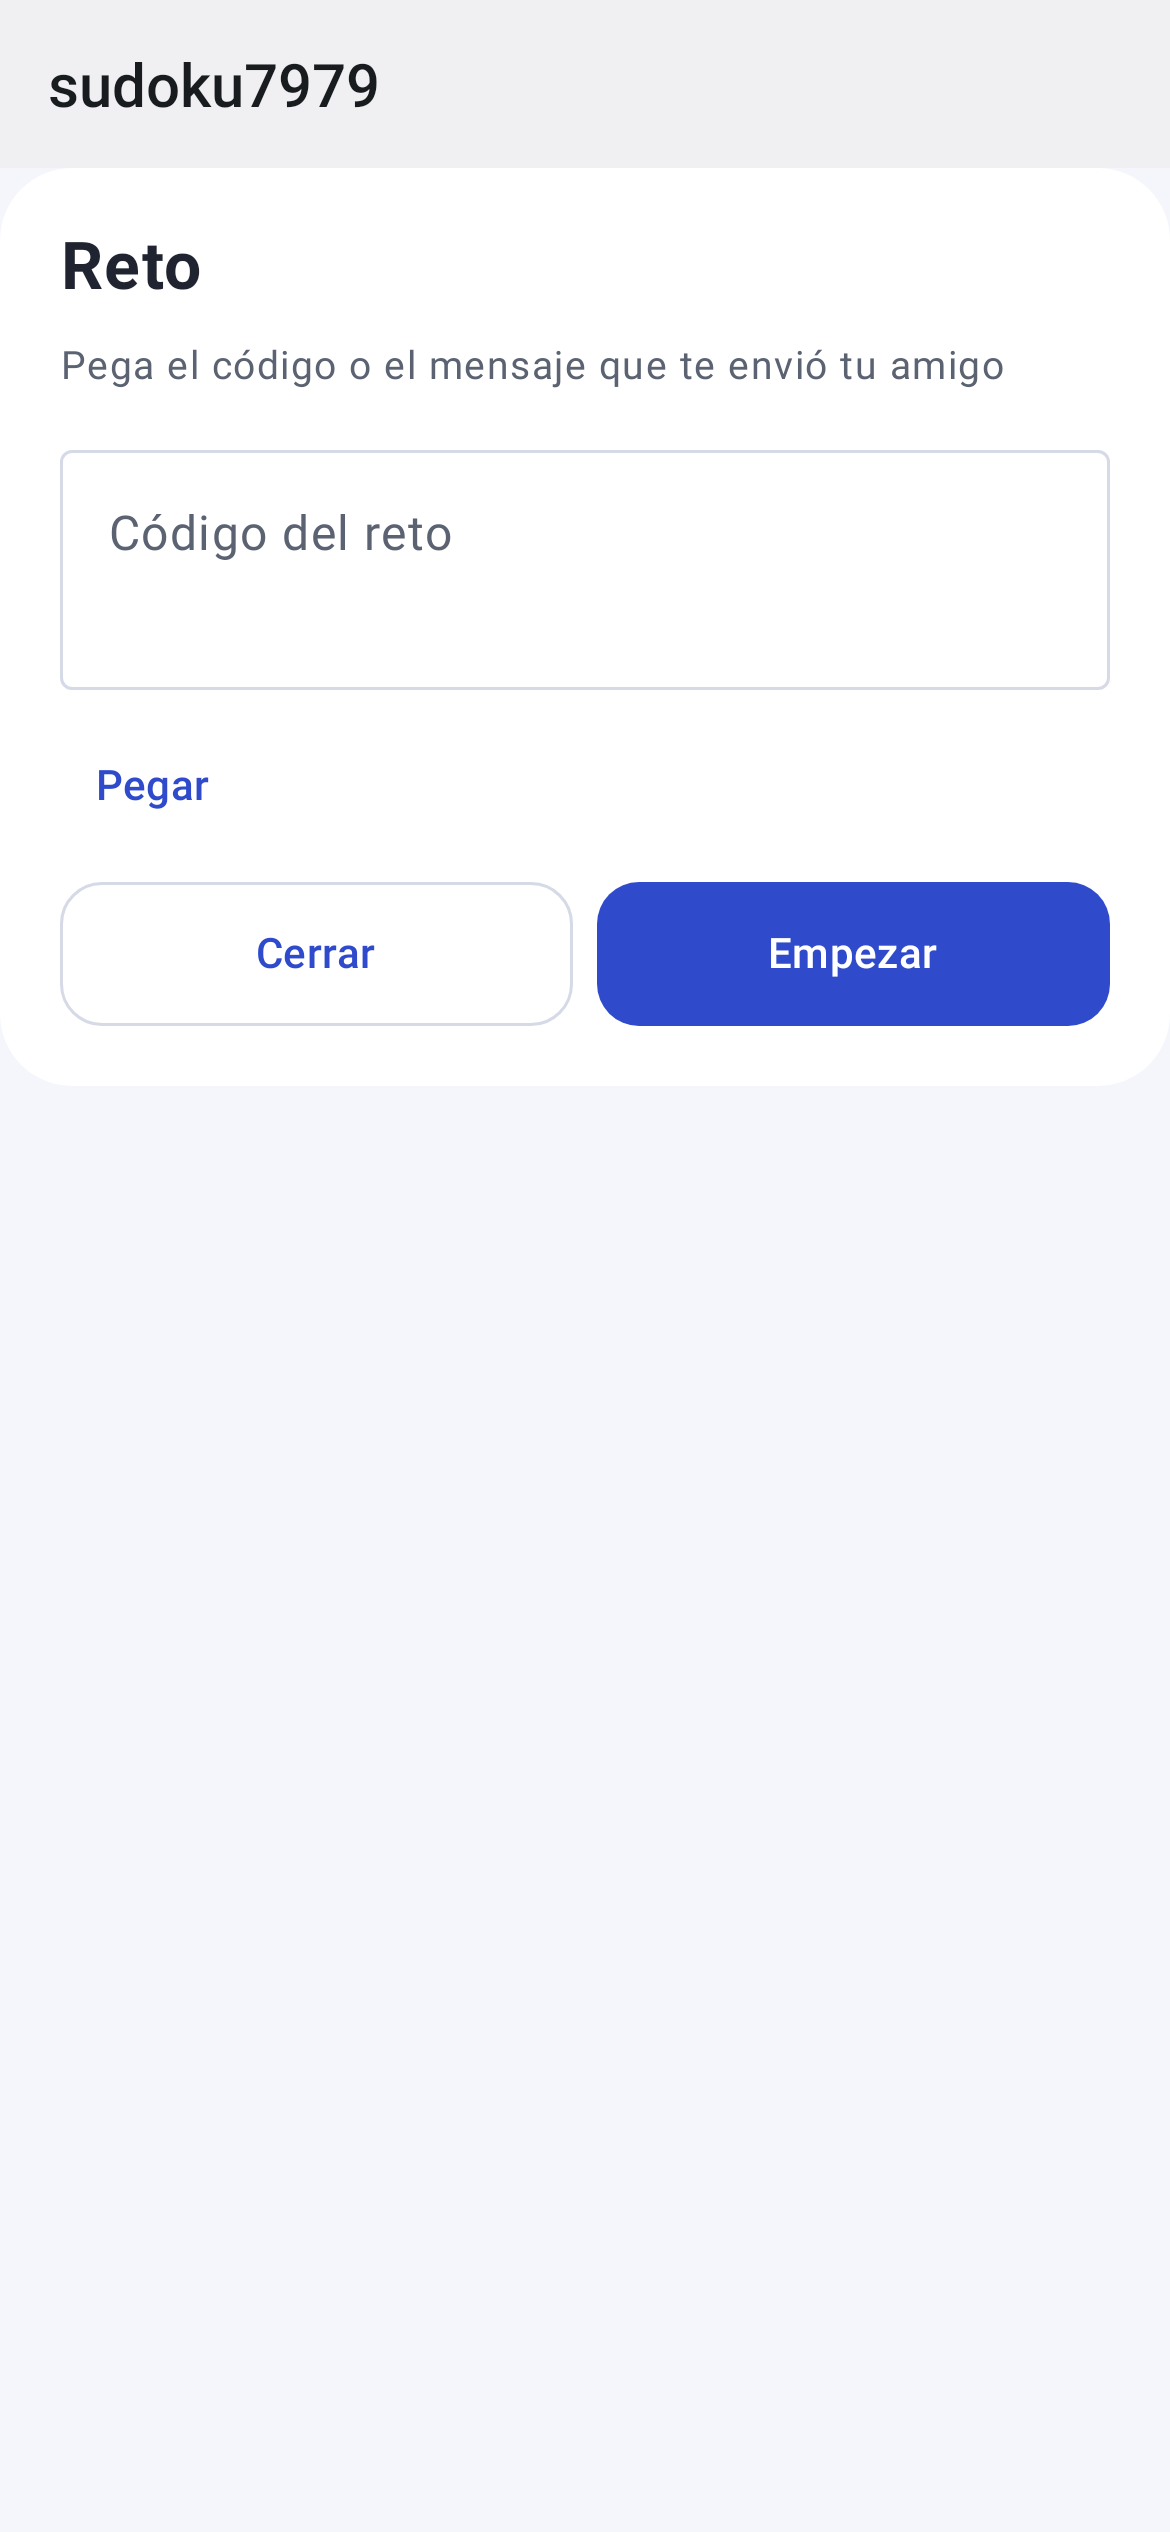 sudoku7979
Reto
Pega el código o el mensaje que te envió tu amigo
Código del reto
Pegar
Cerrar
Empezar